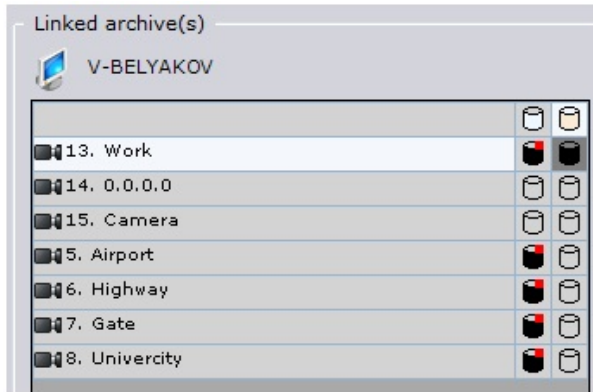 Linked archive(s)
V-BELYAKOV
13. Work
14. 0.0.0.0
15. Camera
5. Airport
6. Highway
7. Gate
8. Univercity